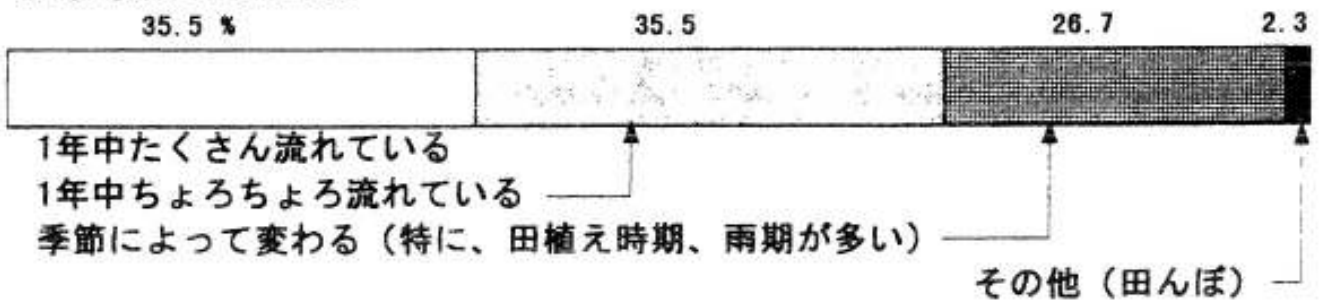 35.5 % 35.5 26.7 2.3
1年中たくさん流れている
1年中ちょろちょろ流れている
季節によって変わる（特に、田植え時期、雨期が多い）
その他（田んぼ）